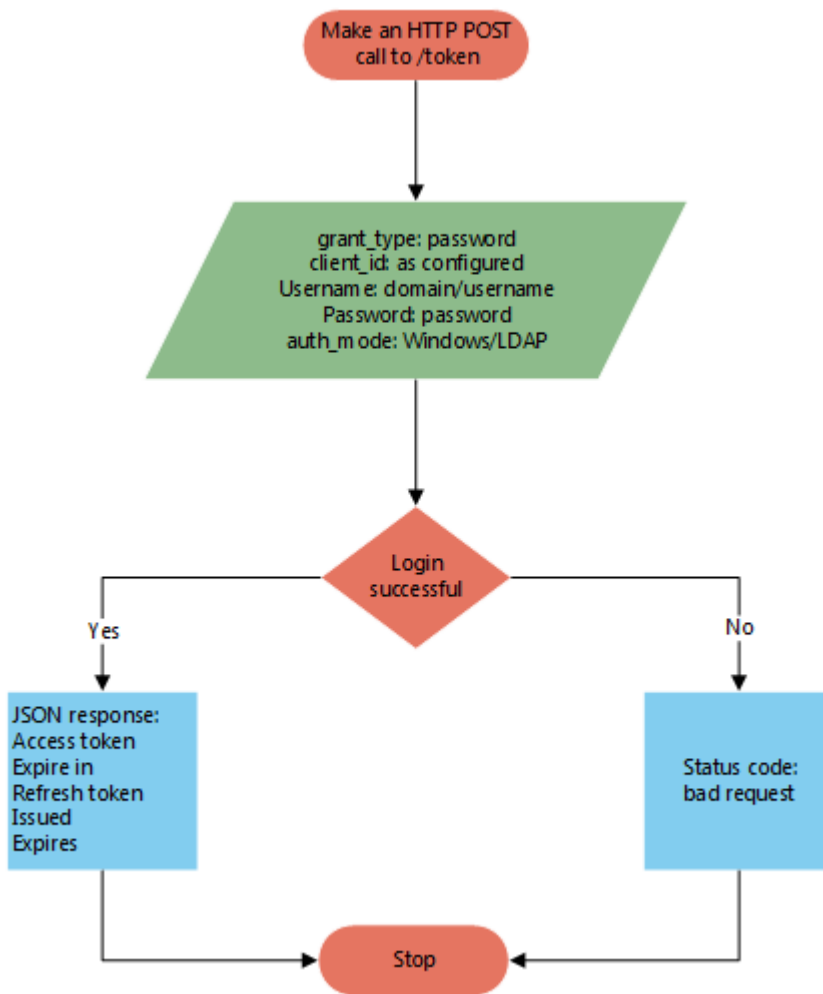 Make an HTTP POST
call to /token
grant_type: password
client_id: as configured
Username: domain/username
Password: password
auth_mode: Windows/LDAP
Login
successful
Yes
No
JSON response:
Access token
Expire in
Refresh token
Issued
Expires
Status code:
bad request
Stop